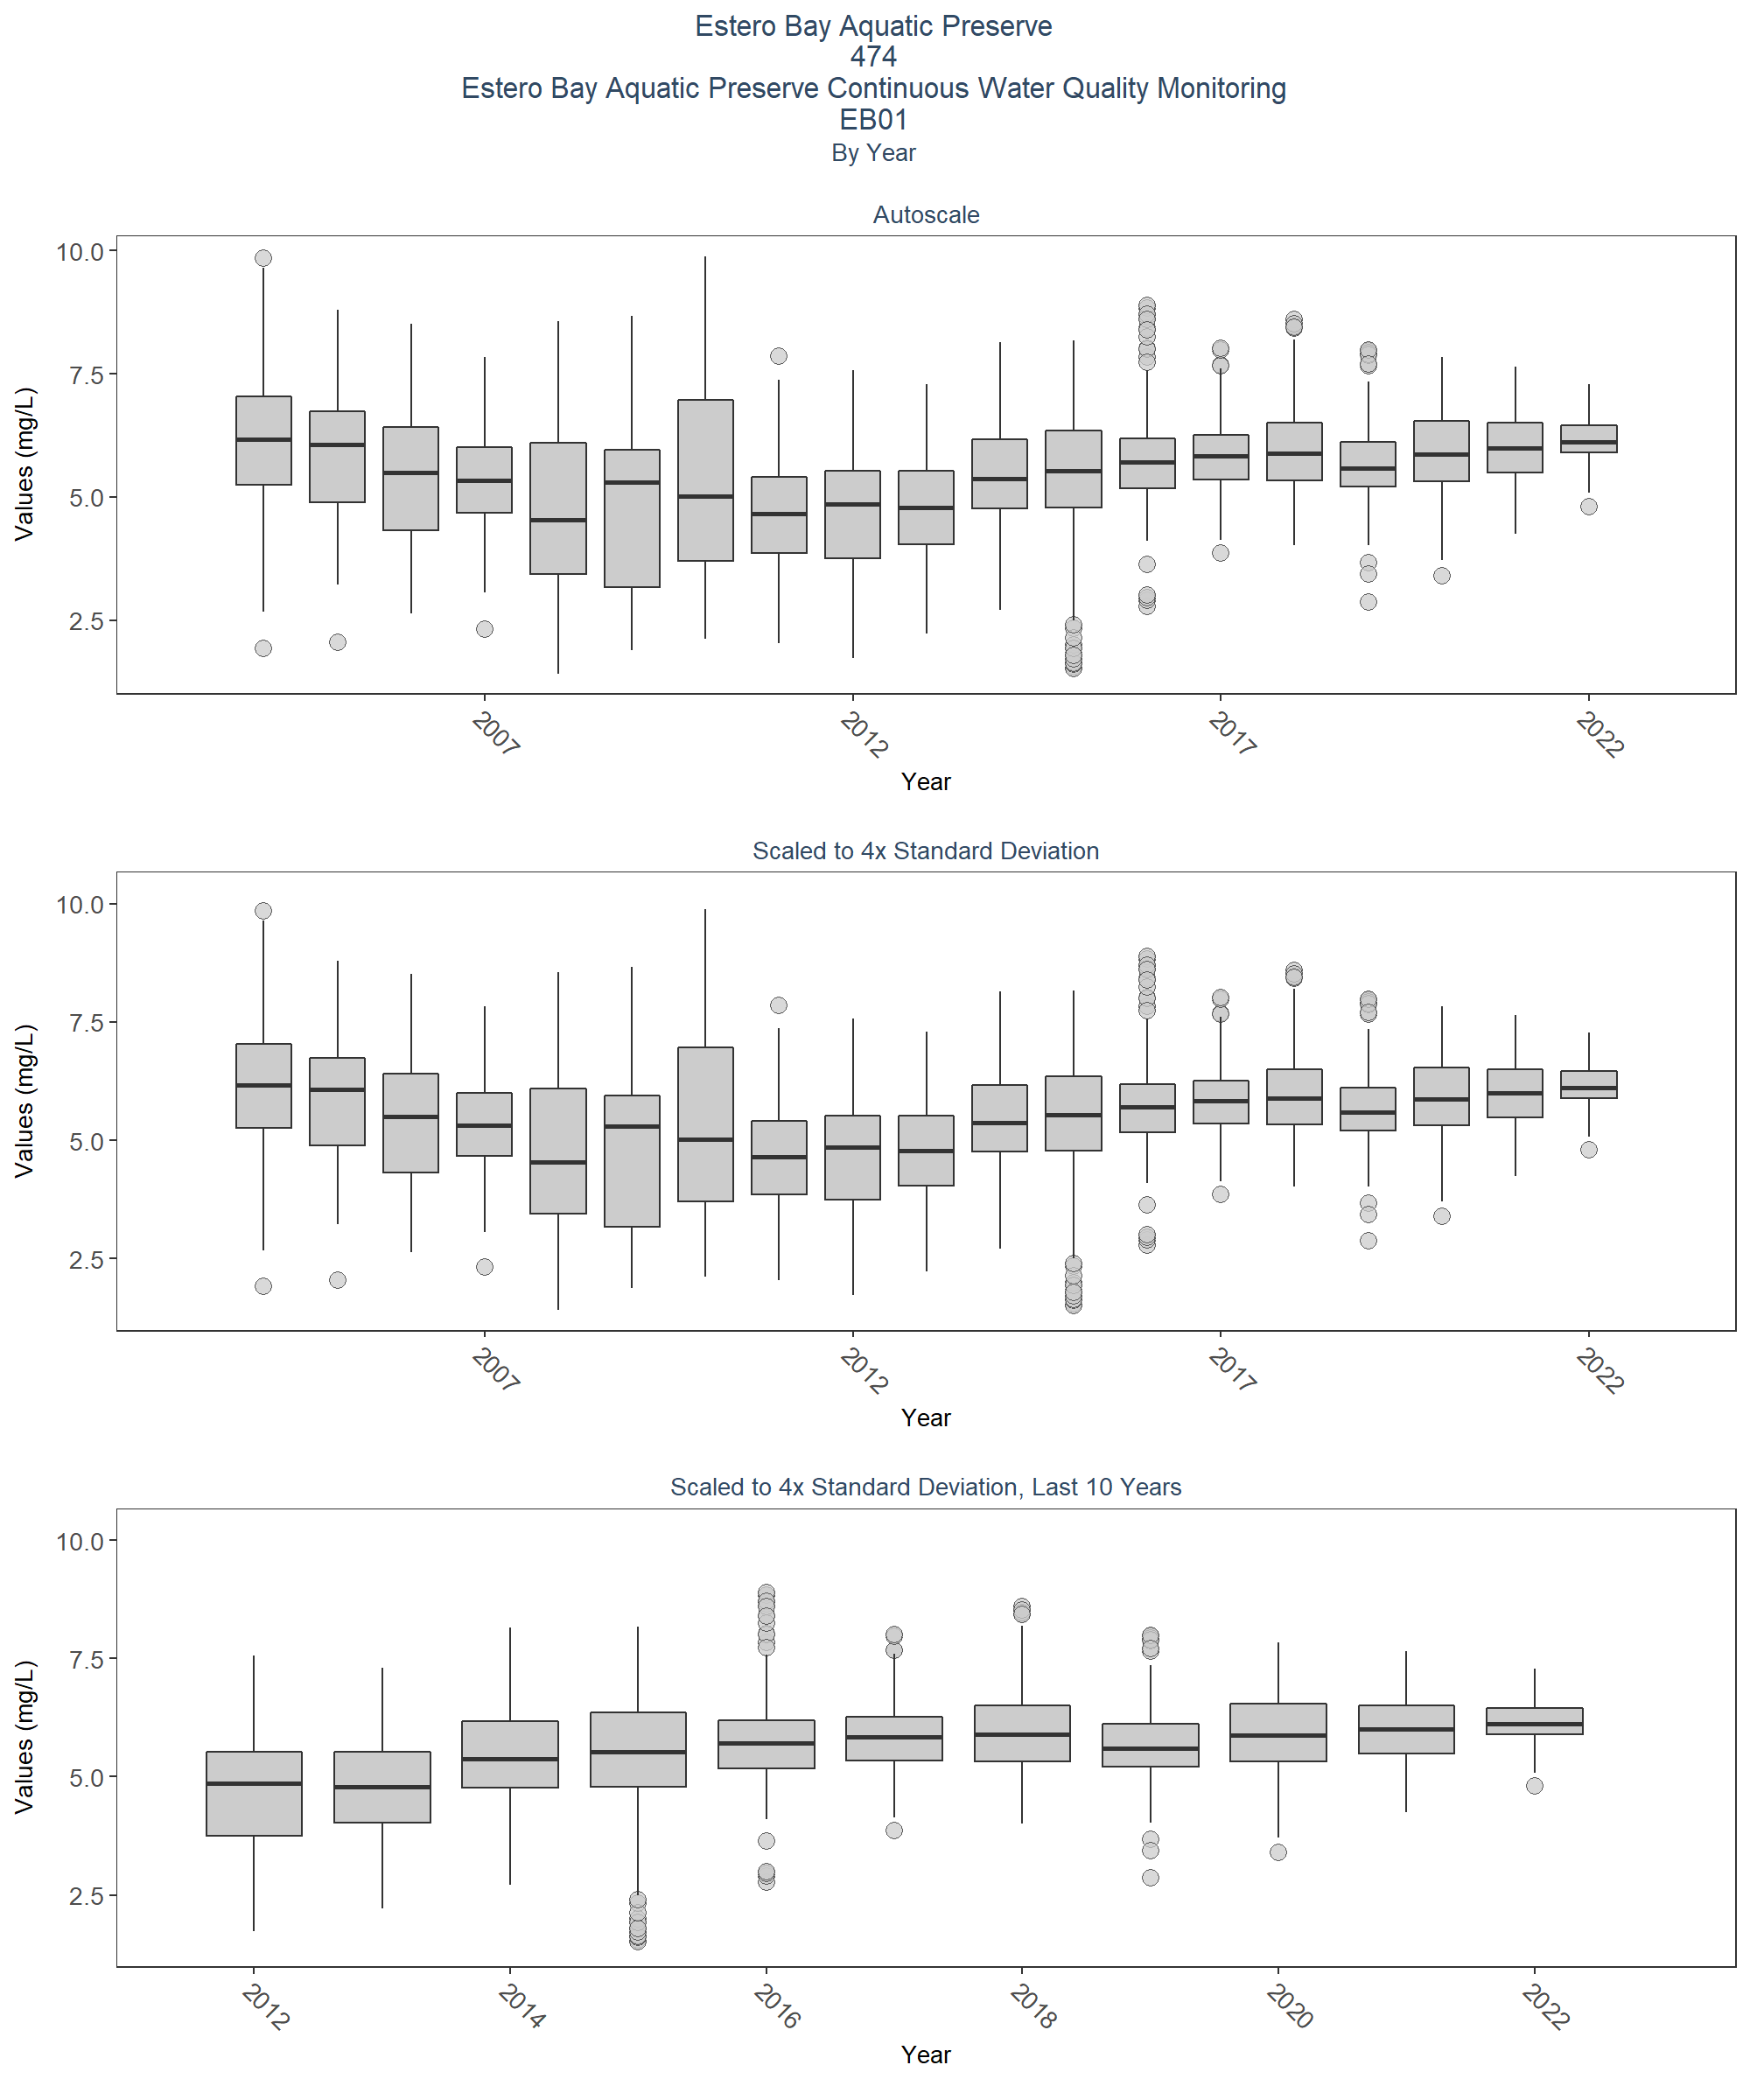 Estero Bay Aquatic Preserve
474
Estero Bay Aquatic Preserve Continuous Water Quality Monitoring
EB01
By Year
Autoscale
Values (mg/L)
10.0
7.5
5.0
2.5
2007
2012
2017
2022
Year
Scaled to 4x Standard Deviation
Values (mg/L)
10.0
7.5
5.0
2.5
2007
2012
2017
2022
Year
Scaled to 4x Standard Deviation, Last 10 Years
Values (mg/L)
10.0
7.5
5.0
2.5
2012
2014
2016
2018
2020
2022
Year